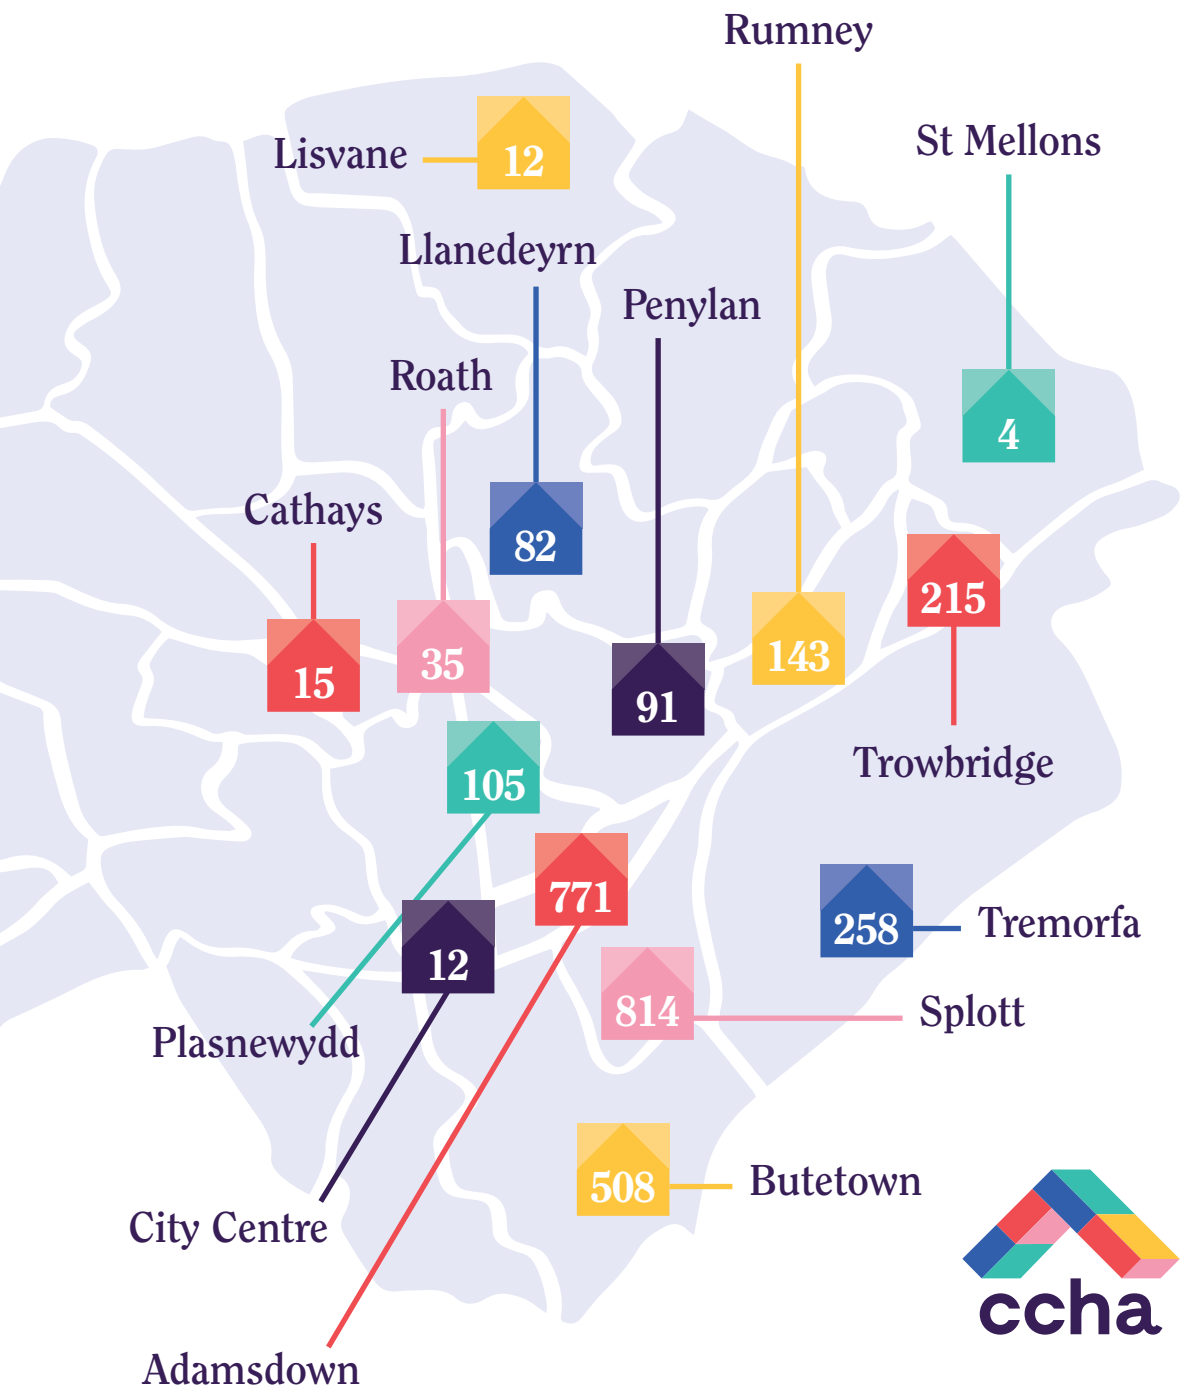 Rumney
St Mellons
Lisvane
12
Llanedeyrn
Penylan
Roath
4
Cathays
82
215
35
143
15
91
Trowbridge
105
771
258
Tremorfa
12
814
Splott
Plasnewydd
508
Butetown
City Centre
ccha
Adamsdown